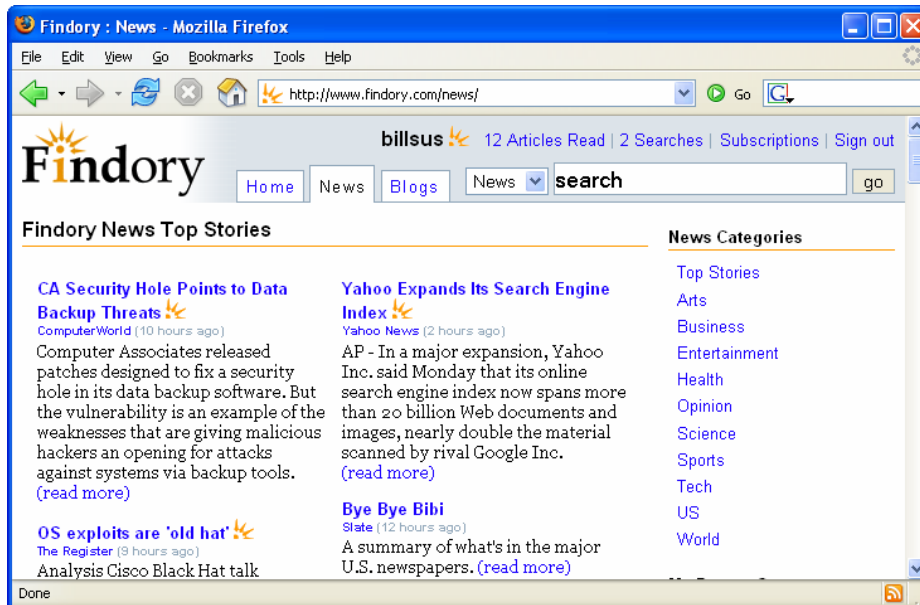 Findory : News - Mozilla Firefox
File Edit View Go Bookmarks Tools Help
http://www.findory.com/news/ Go G
Findory
billsus 12 Articles Read | 2 Searches | Subscriptions | Sign out
Home News Blogs News search go
Findory News Top Stories
CA Security Hole Points to Data
Backup Threats
ComputerWorld (10 hours ago)
Computer Associates released
patches designed to fix a security
hole in its data backup software. But
the vulnerability is an example of the
weaknesses that are giving malicious
hackers an opening for attacks
against systems via backup tools.
(read more)
OS exploits are 'old hat'
The Register (9 hours ago)
Analysis Cisco Black Hat talk
Yahoo Expands Its Search Engine
Index
Yahoo News (2 hours ago)
AP - In a major expansion, Yahoo
Inc. said Monday that its online
search engine index now spans more
than 20 billion Web documents and
images, nearly double the material
scanned by rival Google Inc.
(read more)
Bye Bye Bibi
Slate (12 hours ago)
A summary of what's in the major
U.S. newspapers. (read more)
News Categories
Top Stories
Arts
Business
Entertainment
Health
Opinion
Science
Sports
Tech
US
World
Done